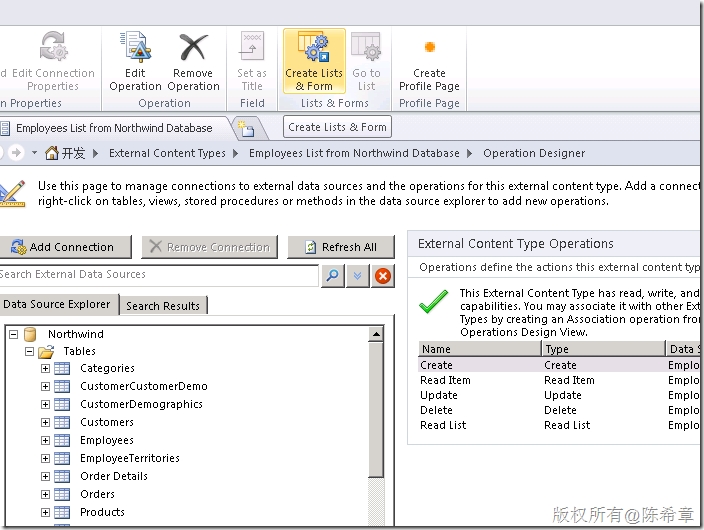 d Edit Connection Properties
Edit Operation
Remove Operation
Set as Title
Create Lists & Form
Go to List
Create Profile Page
n Properties
Operation
Field
Lists & Forms
Profile Page
Employees List from Northwind Database
Create Lists & Form
开发 External Content Types Employees List from Northwind Database Operation Designer
Use this page to manage connections to external data sources and the operations for this external content type. Add a connect
right-click on tables, views, stored procedures or methods in the data source explorer to add new operations.
Add Connection
Remove Connection
Refresh All
Search External Data Sources
Data Source Explorer
Search Results
Northwind
Tables
Categories
CustomerCustomerDemo
CustomerDemographics
Customers
Employees
EmployeeTerritories
Order Details
Orders
Products
External Content Type Operations
Operations define the actions this external content typ
This External Content Type has read, write, and
capabilities. You may associate it with other Ext
Types by creating an Association operation from
Operations Design View.
Name Type Data S
Create Create Emplo
Read Item Read Item Emplo
Update Update Emplo
Delete Delete Emplo
Read List Read List Emplo
版权所有@陈希章